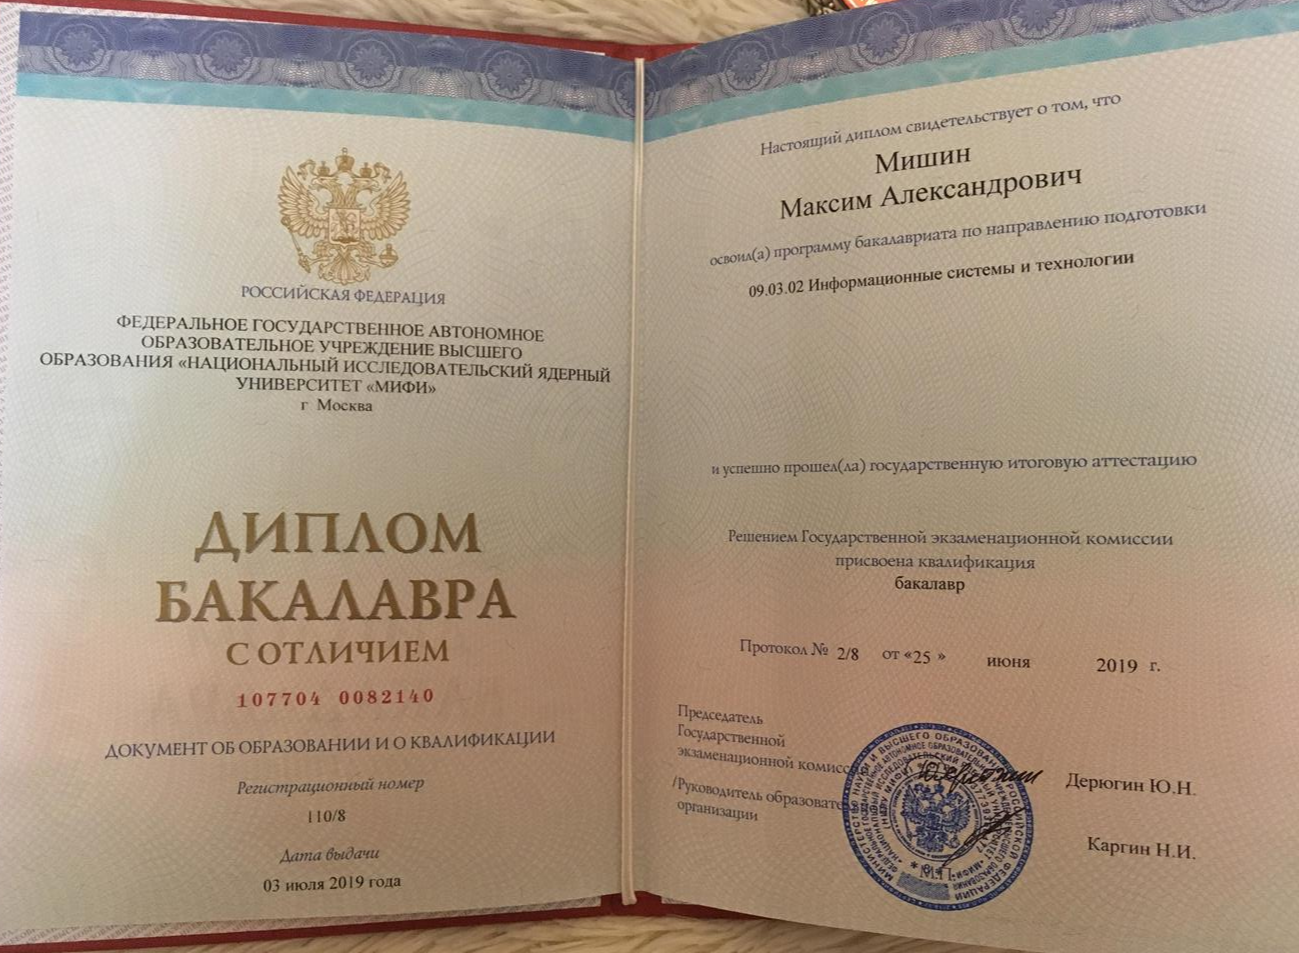 РОССИЙСКАЯ ФЕДЕРАЦИЯ
ФЕДЕРАЛЬНОЕ ГОСУДАРСТВЕННОЕ АВТОНОМНОЕ
ОБРАЗОВАТЕЛЬНОЕ УЧРЕЖДЕНИЕ ВЫСШЕГО
ОБРАЗОВАНИЯ «НАЦИОНАЛЬНЫЙ ИССЛЕДОВАТЕЛЬСКИЙ ЯДЕРНЫЙ
УНИВЕРСИТЕТ «МИФИ»
г Москва
ДИПЛОМ
БАКАЛАВРА
С ОТЛИЧИЕМ
107704 0082140
ДОКУМЕНТ ОБ ОБРАЗОВАНИИ И О КВАЛИФИКАЦИИ
Регистрационный номер
110/8
Дата выдачи
03 июля 2019 года
Настоящий диплом свидетельствует о том, что
Мишин
Максим Александрович
освоил(а) программу бакалавриата по направлению подготовки
09.03.02 Информационные системы и технологии
и успешно прошел(ла) государственную итоговую аттестацию
Решением Государственной экзаменационной комиссии
присвоена квалификация
бакалавр
Протокол № 2/8 от «25 » июня 2019 г.
Председатель
Государственной
экзаменационной комисс
Дерюгин Ю.Н.
/Руководитель образоват
организации
Каргин Н.И.
М.П.